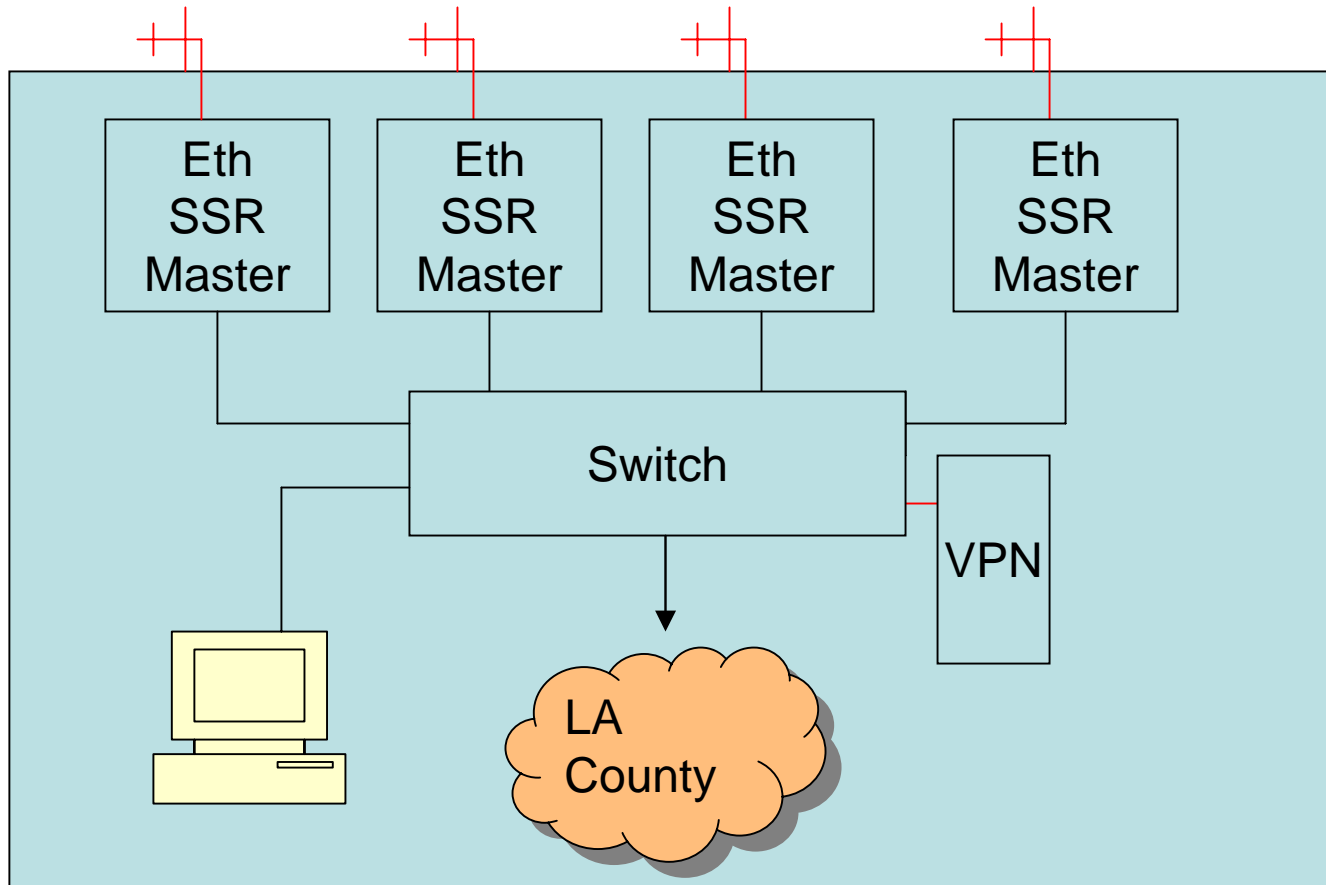 Eth
SSR
Master
Eth
SSR
Master
Eth
SSR
Master
Eth
SSR
Master
Switch
VPN
LA
County